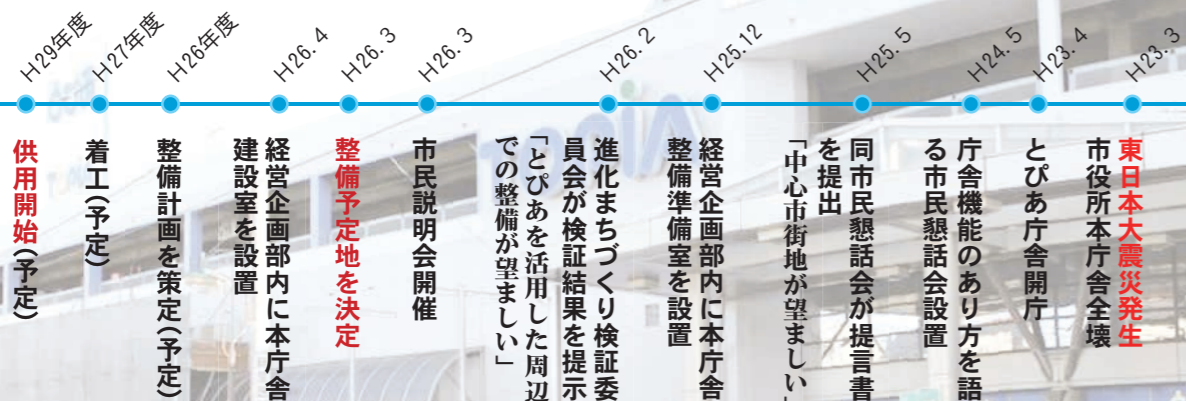 H23.3
東日本大震災発生
市役所本庁舎全壊
H23.4
とぴあ庁舎開庁
H24.5
庁舎機能のあり方を語
る市民懇話会設置
H25.5
同市民懇話会が提言書
を提出
「中心市街地が望ましい」
H25.12
経営企画部内に本庁舎
整備準備室を設置
H26.2
進化まちづくり検証委
員会が検証結果を提示
「とぴあを活用した周辺
での整備が望ましい」
H26.3
市民説明会開催
H26.3
整備予定地を決定
H26.4
経営企画部内に本庁舎
建設室を設置
H26年度
整備計画を策定(予定)
H27年度
着工(予定)
H29年度
供用開始(予定)